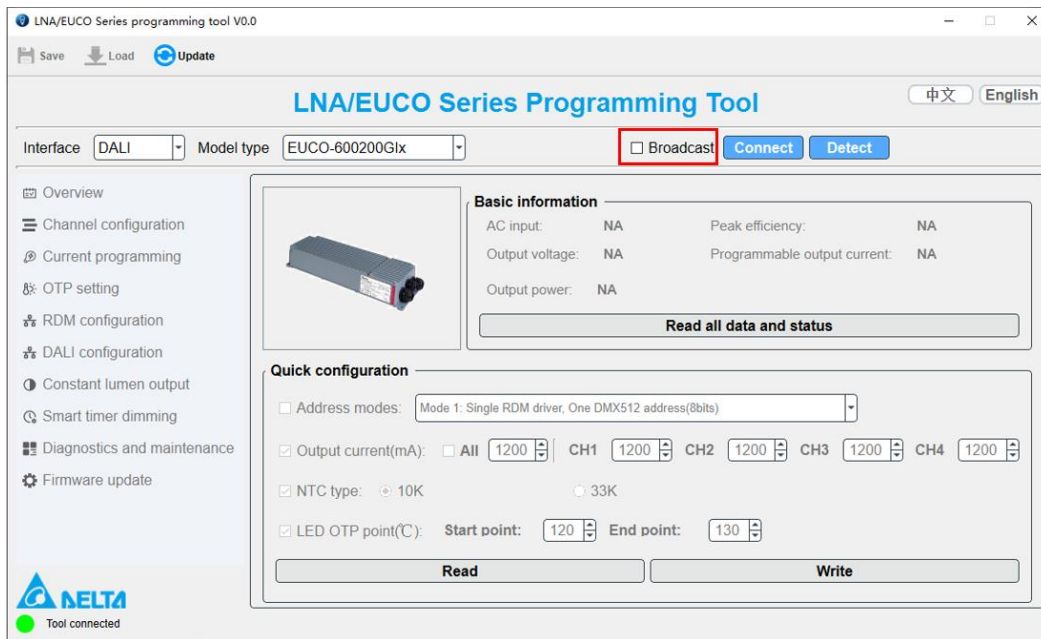 LNA/EUCO Series programming tool V0.0
Save Load Update
LNA/EUCO Series Programming Tool
中文 English
Interface DALI Model type EUCO-600200GIx Broadcast Connect Detect
Overview
Channel configuration
Current programming
OTP setting
RDM configuration
DALI configuration
Constant lumen output
Smart timer dimming
Diagnostics and maintenance
Firmware update
Basic information
AC input: NA Peak efficiency: NA
Output voltage: NA Programmable output current: NA
Output power: NA
Read all data and status
Quick configuration
Address modes: Mode 1: Single RDM driver, One DMX512 address(8bits)
Output current(mA): All 1200 CH1 1200 CH2 1200 CH3 1200 CH4 1200
NTC type: 10K 33K
LED OTP point(℃): Start point: 120 End point: 130
Read Write
DELTA
Tool connected